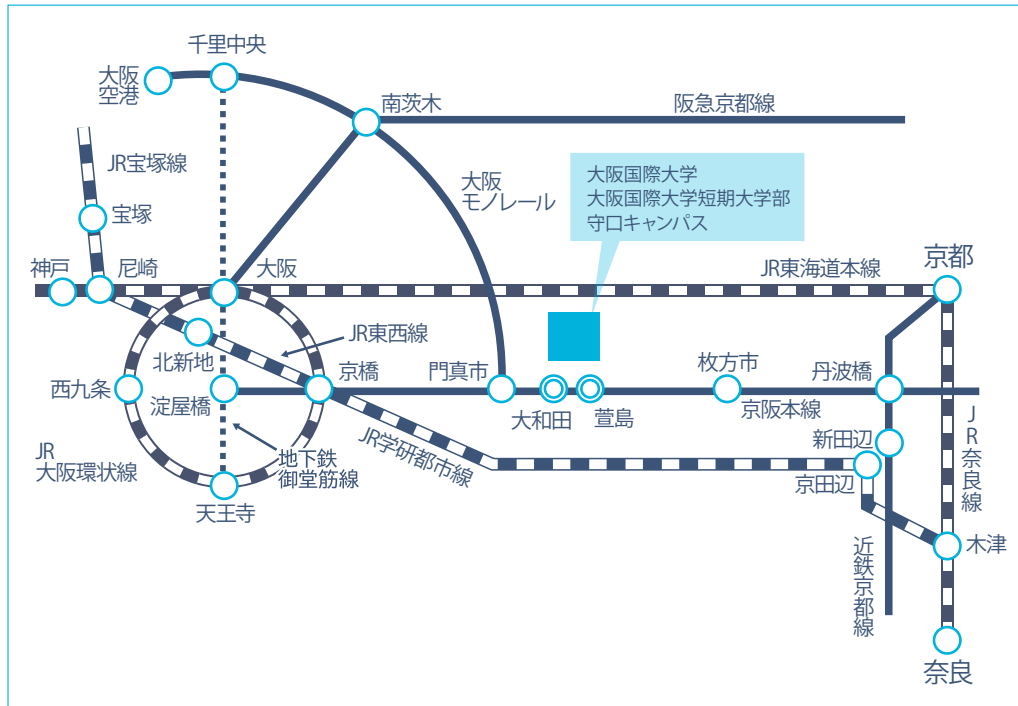 千里中央
大阪
空港
南茨木
阪急京都線
JR宝塚線
大阪
モノレール
大阪国際大学
大阪国際大学短期大学部
守口キャンパス
宝塚
神戸
尼崎
大阪
JR東海道本線
京都
JR東西線
北新地
西九条
淀屋橋
京橋
門真市
大和田
萱島
枚方市
京阪本線
丹波橋
JR
大阪環状線
地下鉄
御堂筋線
天王寺
JR学研都市線
新田辺
京田辺
JR奈良線
近鉄京都線
木津
奈良